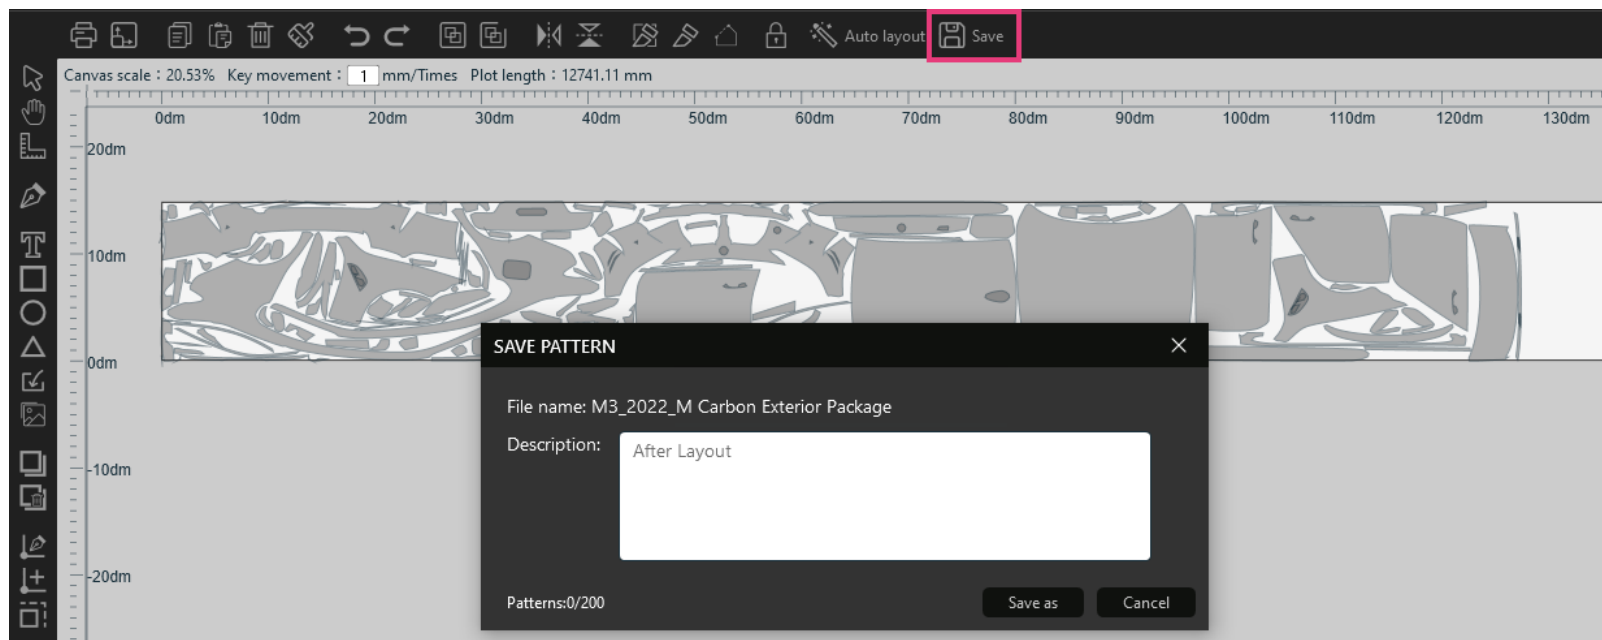 Auto layout Save
Canvas scale：20.53% Key movement： 1 mm/Times Plot length：12741.11 mm
0dm 10dm 20dm 30dm 40dm 50dm 60dm 70dm 80dm 90dm 100dm 110dm 120dm 130dm
20dm
10dm
0dm
-10dm
-20dm
SAVE PATTERN
File name: M3_2022_M Carbon Exterior Package
Description:
After Layout
Patterns:0/200
Save as
Cancel